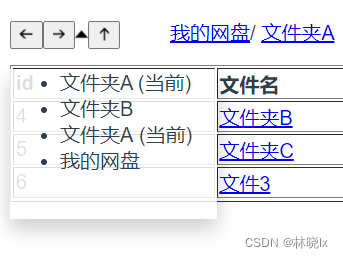 ← → ▲ ↑ 我的网盘/ 文件夹A
id 文件名
• 文件夹A (当前)
• 文件夹B
• 文件夹A (当前)
• 我的网盘
4 文件夹B
5 文件夹C
6 文件3
CSDN @林晓lx